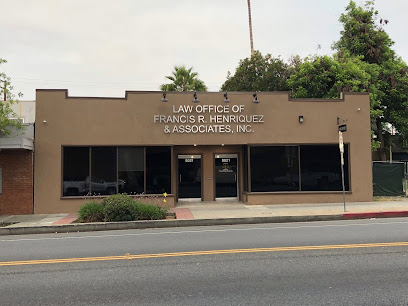 LAW OFFICE OF
FRANCIS R. HENRIQUEZ
& ASSOCIATES, INC.